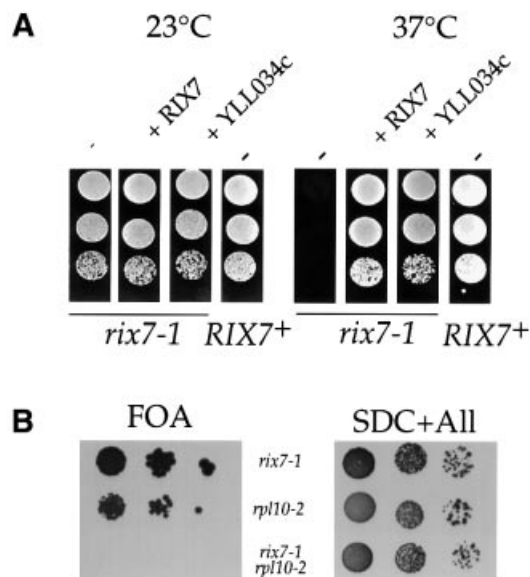 A
23°C 37°C
- + RIX7 + YLL034c - - + RIX7 + YLL034c -
rix7-1 RIX7+ rix7-1 RIX7+
B
FOA SDC+All
rix7-1
rpl10-2
rix7-1
rpl10-2